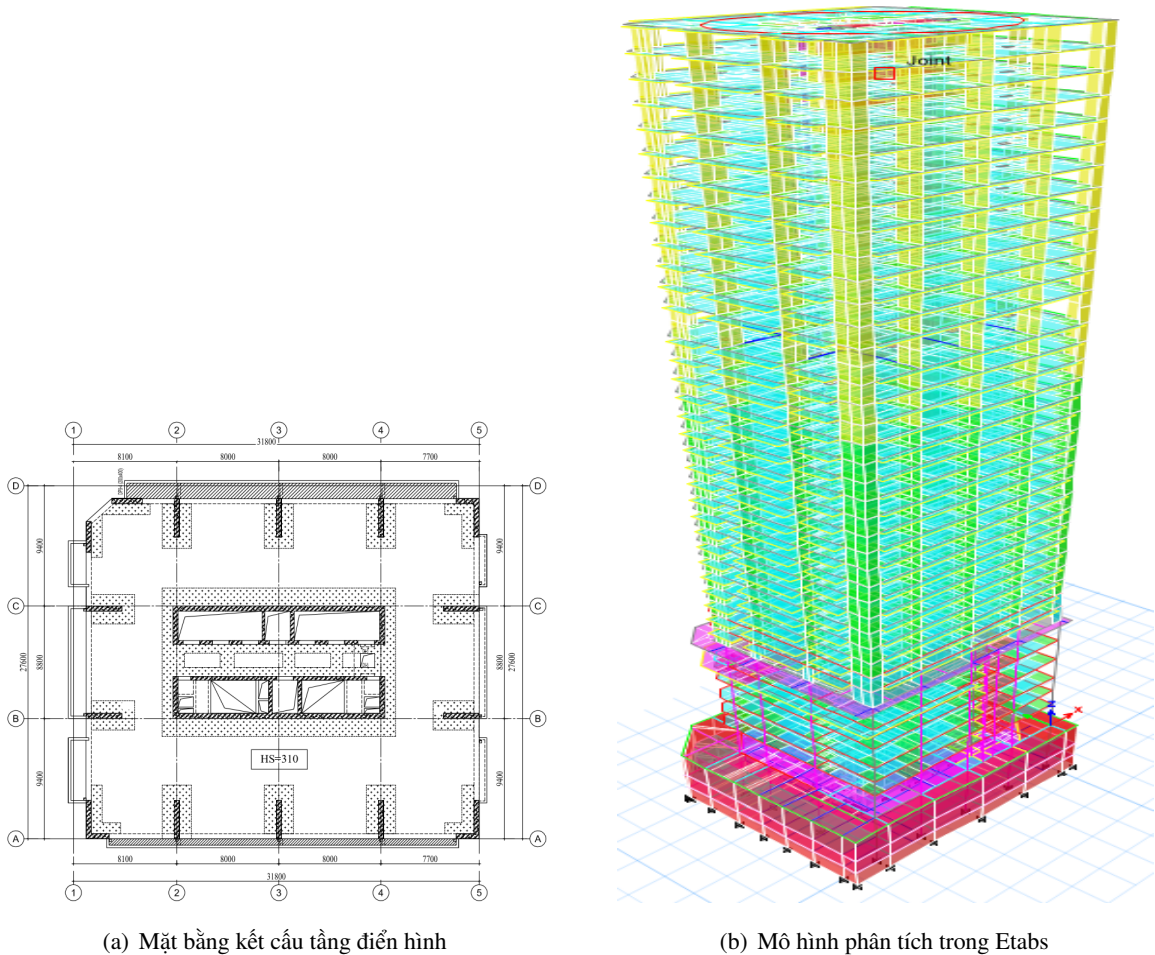 Joint
1 2 3 4 5
31800
8100 8000 8000 7700
D D
9400 9400
C C
27600 8800 8800 27600
B B
HS=310
9400 9400
A A
8100 8000 8000 7700
31800
1 2 3 4 5
Z
X
(a) Mặt bằng kết cấu tầng điển hình
(b) Mô hình phân tích trong Etabs